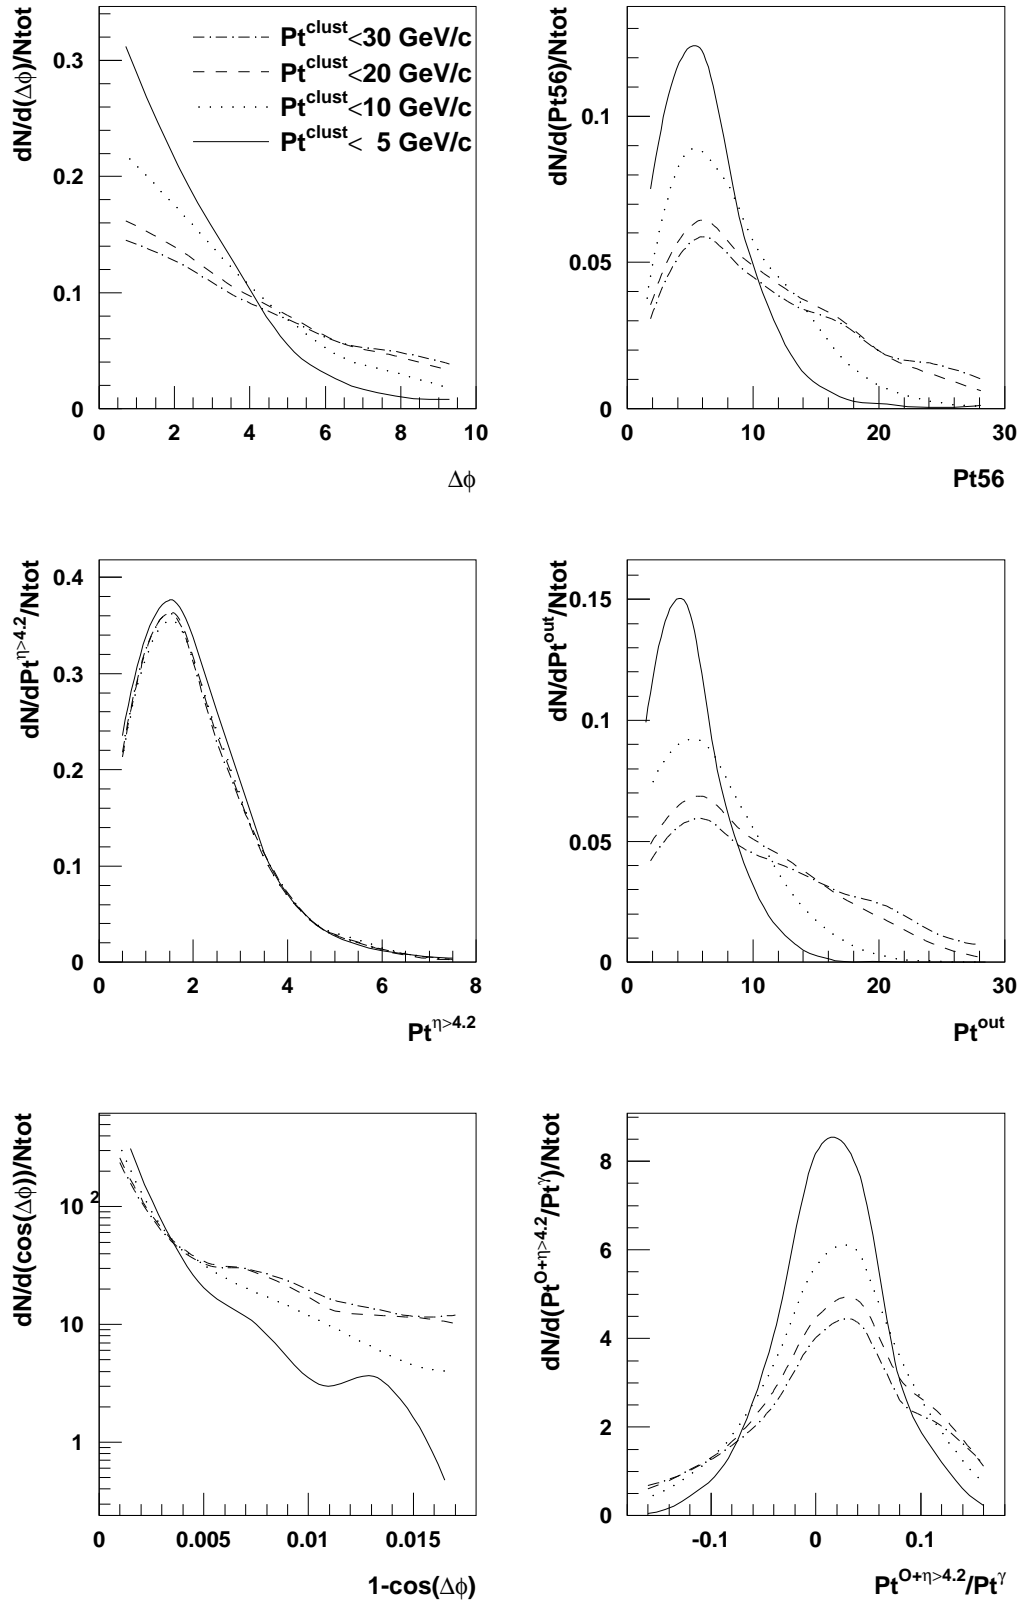 dN/d(Δϕ)/Ntot
0.3
0.2
0.1
0
Pt^clust<30 GeV/c
Pt^clust<20 GeV/c
Pt^clust<10 GeV/c
Pt^clust< 5 GeV/c
0 2 4 6 8 10
Δϕ
dN/d(Pt56)/Ntot
0.1
0.05
0
0 10 20 30
Pt56
dN/dPt^η>4.2/Ntot
0.4
0.3
0.2
0.1
0
0 2 4 6 8
Pt^η>4.2
dN/dPt^out/Ntot
0.15
0.1
0.05
0
0 10 20 30
Pt^out
dN/d(cos(Δϕ))/Ntot
10^2
10
1
0 0.005 0.01 0.015
1-cos(Δϕ)
dN/d(Pt^O+η>4.2/Pt^γ)/Ntot
8
6
4
2
0
-0.1 0 0.1
Pt^O+η>4.2/Pt^γ